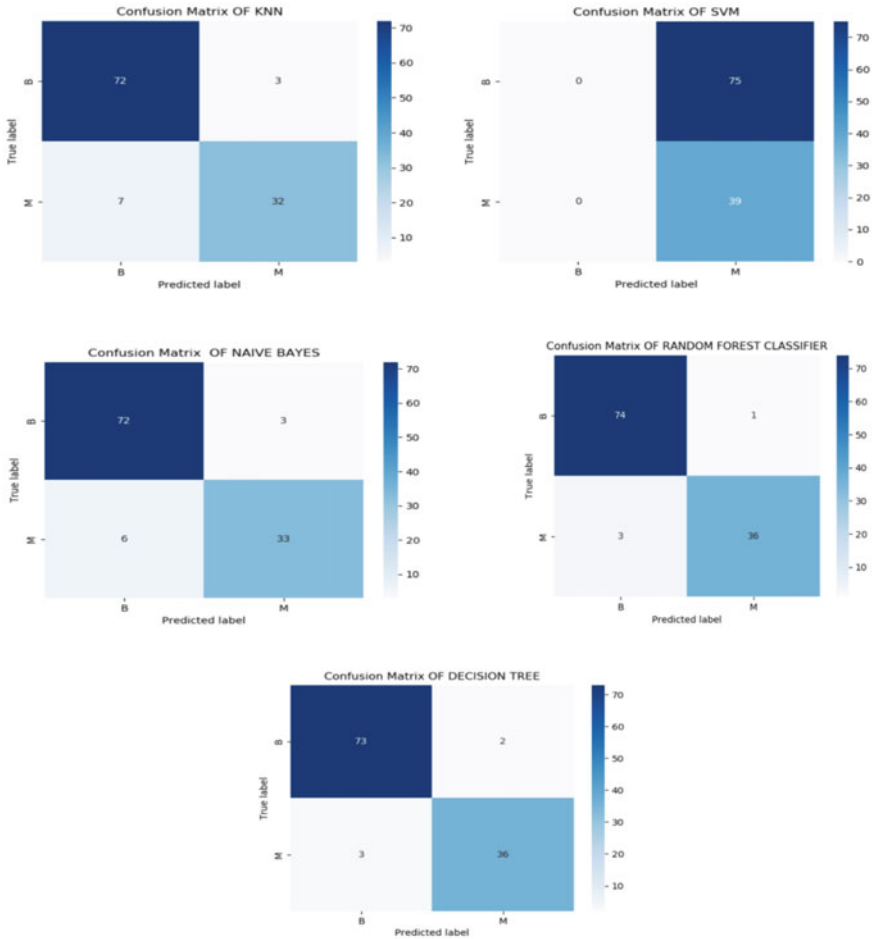 Confusion Matrix OF KNN
72 3
7 32
B
M
True label
B M
Predicted label
70
60
50
40
30
20
10
Confusion Matrix OF SVM
0 75
0 39
B
M
True label
B M
Predicted label
70
60
50
40
30
20
10
0
Confusion Matrix OF NAIVE BAYES
72 3
6 33
B
M
True label
B M
Predicted label
70
60
50
40
30
20
10
Confusion Matrix OF RANDOM FOREST CLASSIFIER
74 1
3 36
B
M
True label
B M
Predicted label
70
60
50
40
30
20
10
Confusion Matrix OF DECISION TREE
73 2
3 36
B
M
True label
B M
Predicted label
70
60
50
40
30
20
10